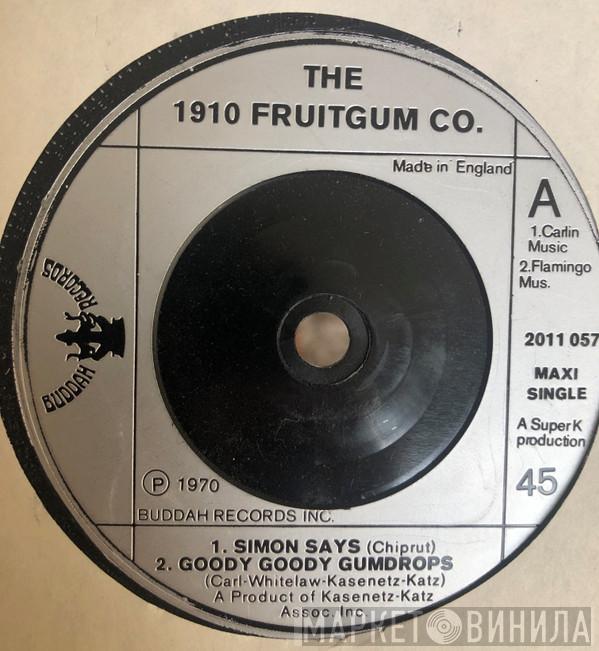 THE
1910 FRUITGUM CO.
Made in England
A
1.Carlin
Music
2.Flamingo
Mus.
BUDDAH RECORDS
2011 057
MAXI
SINGLE
A Super K
production
45
Ⓟ 1970
BUDDAH RECORDS INC.
1. SIMON SAYS (Chiprut)
2. GOODY GOODY GUMDROPS
(Carl-Whitelaw-Kasenetz-Katz)
A Product of Kasenetz-Katz
Assoc. Inc.
МАРКЕТ ВИНИЛА